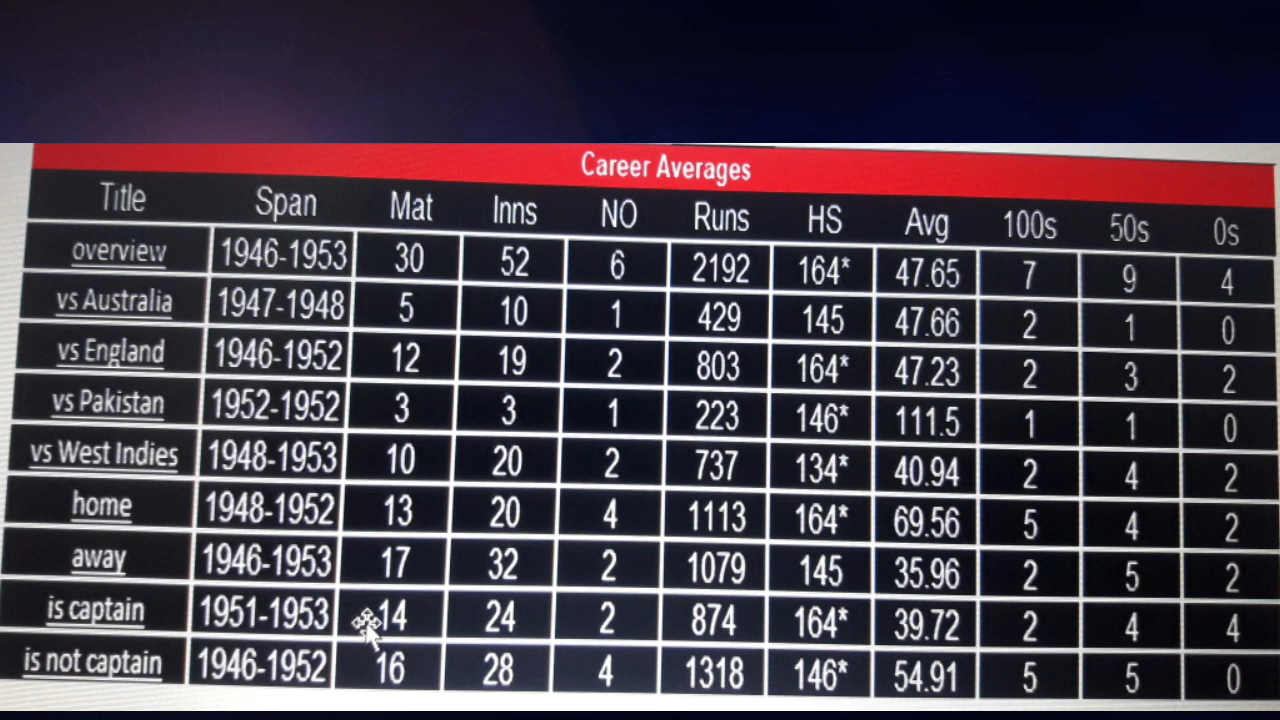 Career Averages
Title Span Mat Inns NO Runs HS Avg 100s 50s 0s
overview 1946-1953 30 52 6 2192 164* 47.65 7 9 4
vs Australia 1947-1948 5 10 1 429 145 47.66 2 1 0
vs England 1946-1952 12 19 2 803 164* 47.23 2 3 2
vs Pakistan 1952-1952 3 3 1 223 146* 111.5 1 1 0
vs West Indies 1948-1953 10 20 2 737 134* 40.94 2 4 2
home 1948-1952 13 20 4 1113 164* 69.56 5 4 2
away 1946-1953 17 32 2 1079 145 35.96 2 5 2
is captain 1951-1953 14 24 2 874 164* 39.72 2 4 4
is not captain 1946-1952 16 28 4 1318 146* 54.91 5 5 0